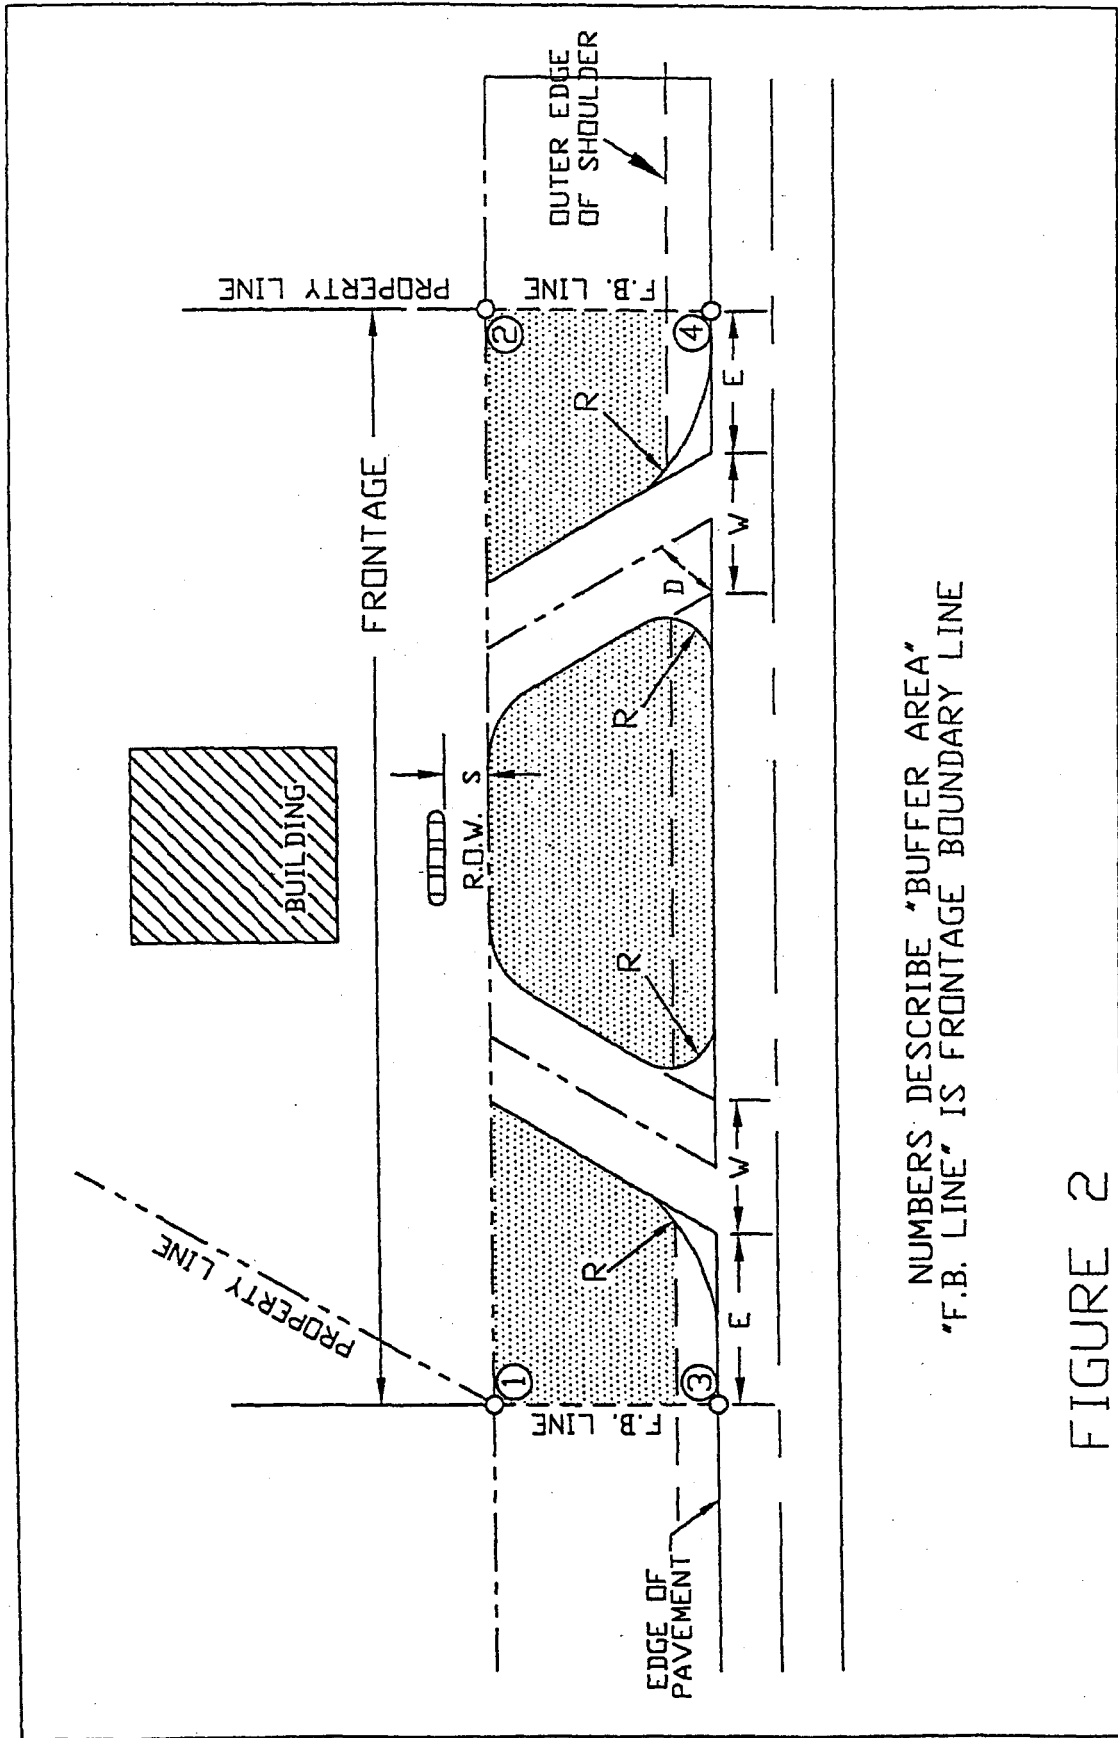 PROPERTY LINE
FRONTAGE
PROPERTY LINE
BUILDING
R.O.W.
S
1
2
F.B. LINE
F.B. LINE
OUTER EDGE
OF SHOULDER
R
R
R
R
D
3
4
EDGE OF
PAVEMENT
E
W
W
E
NUMBERS DESCRIBE "BUFFER AREA"
"F.B. LINE" IS FRONTAGE BOUNDARY LINE
FIGURE 2